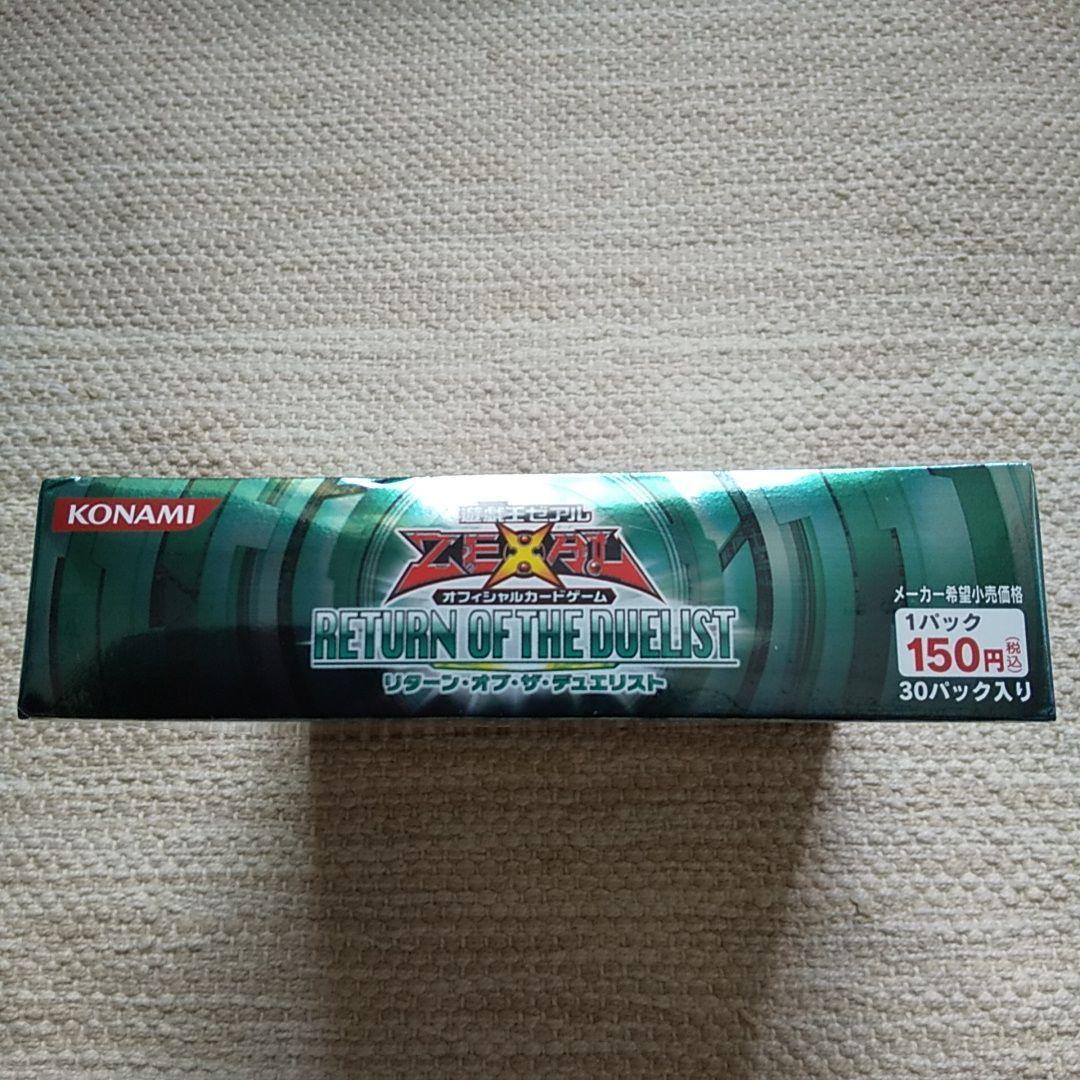 KONAMI
遊戯王ゼアル
ZEXAL
オフィシャルカードゲーム
RETURN OF THE DUELIST
リターン・オブ・ザ・デュエリスト
メーカー希望小売価格
1パック
150円(税込)
30パック入り